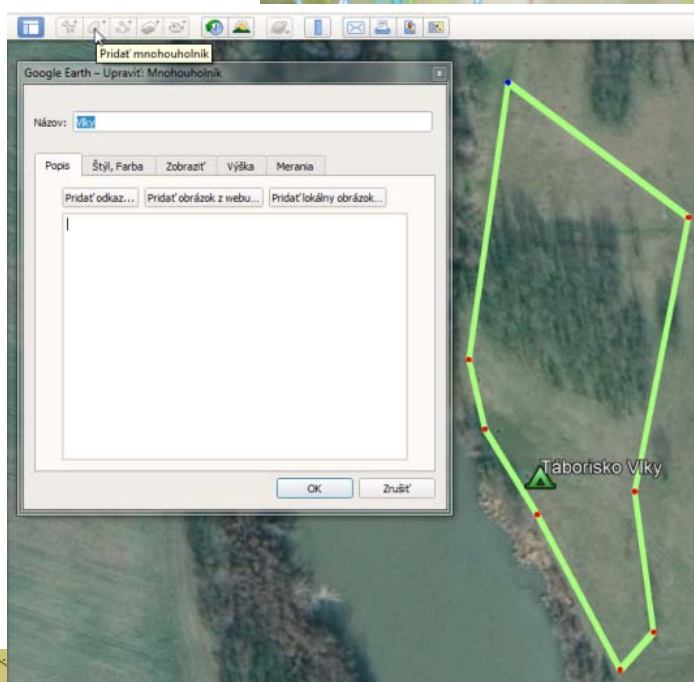 Pridať mnohouholník
Google Earth – Upraviť: Mnohouholník
Názov: Vlky
Popis Štýl, Farba Zobraziť Výška Merania
Pridať odkaz... Pridať obrázok z webu... Pridať lokálny obrázok...
Táborisko Vlky
OK Zrušiť